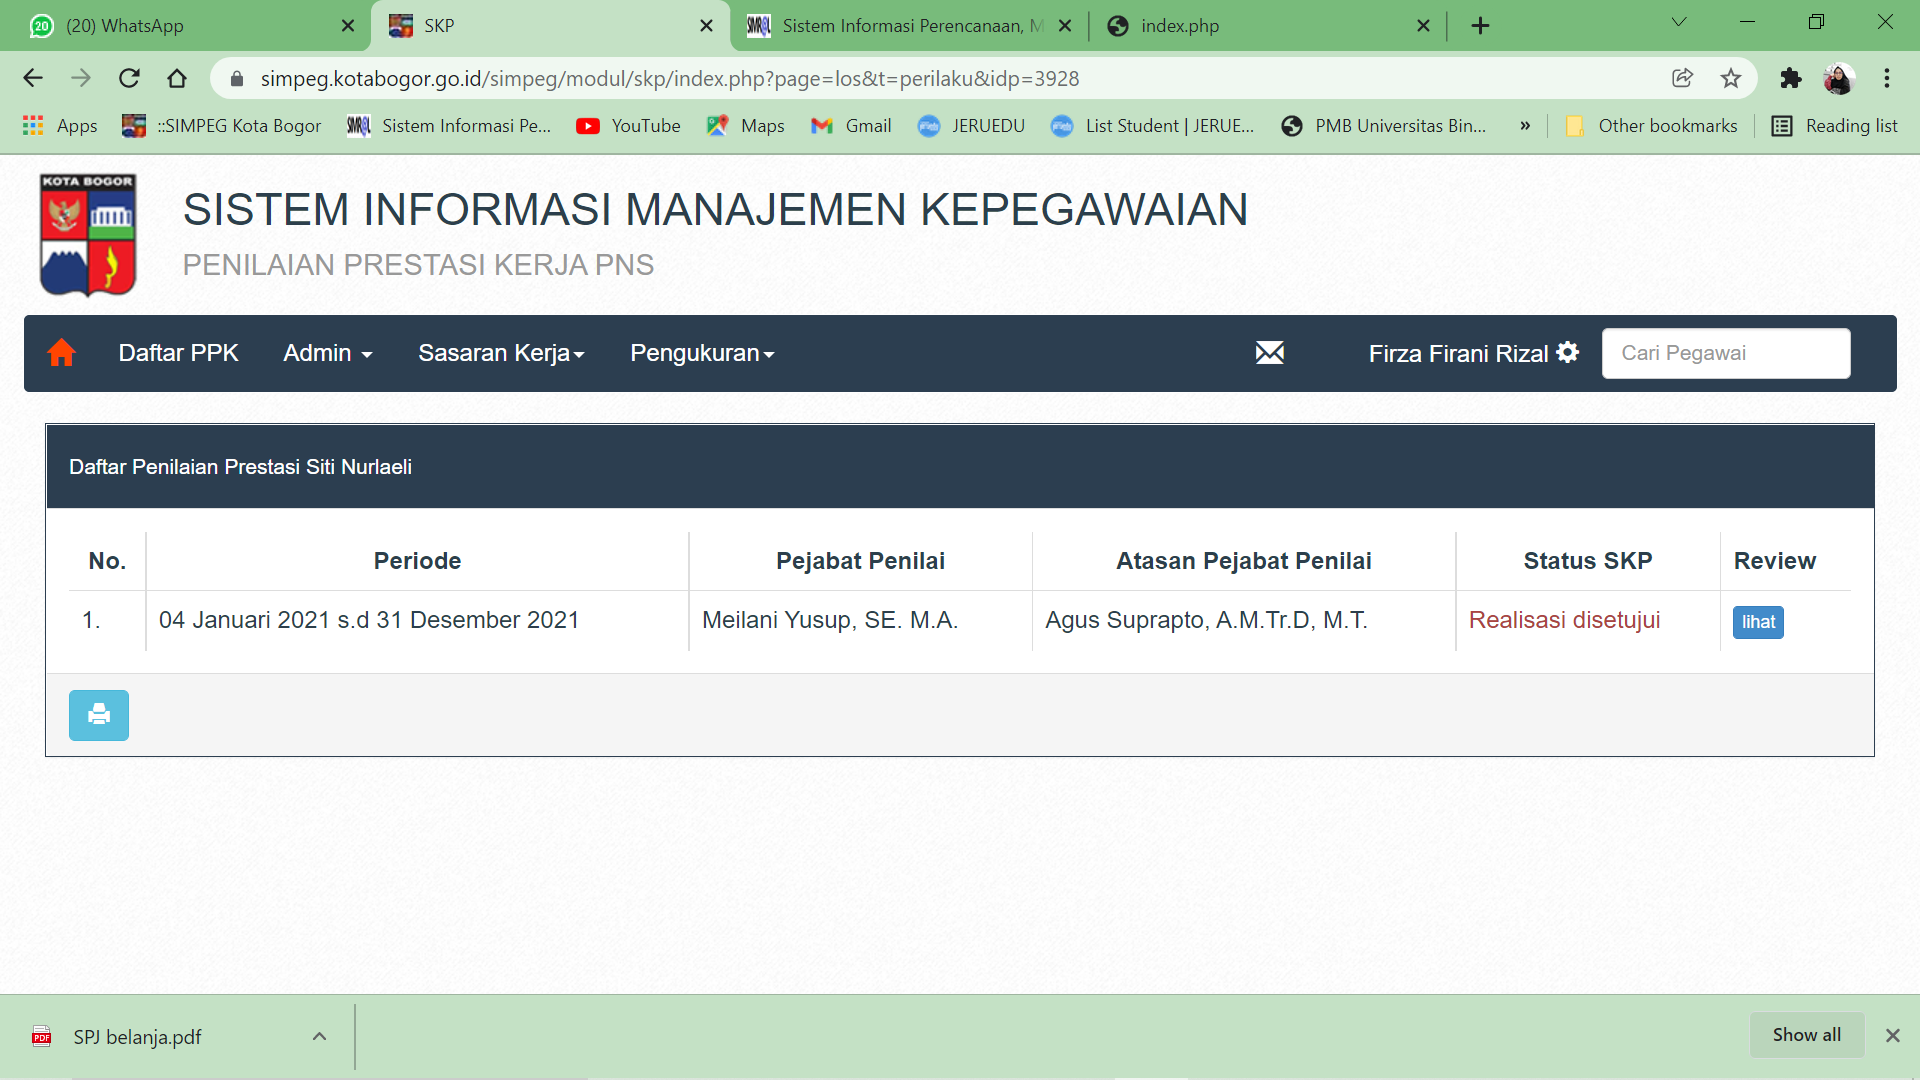 20 (20) WhatsApp
SKP
Sistem Informasi Perencanaan, M
index.php
simpeg.kotabogor.go.id/simpeg/modul/skp/index.php?page=los&t=perilaku&idp=3928
Apps
::SIMPEG Kota Bogor
Sistem Informasi Pe...
YouTube
Maps
Gmail
JERUEDU
List Student | JERUE...
PMB Universitas Bin...
»
Other bookmarks
Reading list
KOTA BOGOR
SISTEM INFORMASI MANAJEMEN KEPEGAWAIAN
PENILAIAN PRESTASI KERJA PNS
Daftar PPK
Admin
Sasaran Kerja
Pengukuran
Firza Firani Rizal
Cari Pegawai
Daftar Penilaian Prestasi Siti Nurlaeli
No. Periode Pejabat Penilai Atasan Pejabat Penilai Status SKP Review
1. 04 Januari 2021 s.d 31 Desember 2021 Meilani Yusup, SE. M.A. Agus Suprapto, A.M.Tr.D, M.T. Realisasi disetujui lihat
PDF SPJ belanja.pdf
Show all